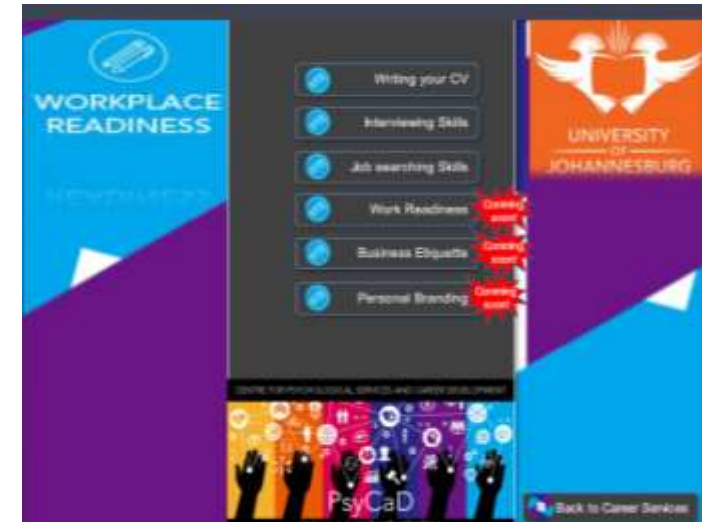 WORKPLACE
READINESS
Writing your CV
Interviewing Skills
Job searching Skills
Work Readiness
Coming
soon!
Business Etiquette
Coming
soon!
Personal Branding
Coming
soon!
UNIVERSITY
OF
JOHANNESBURG
CENTRE FOR PSYCHOLOGICAL SERVICES AND CAREER DEVELOPMENT
PsyCaD
Back to Career Services